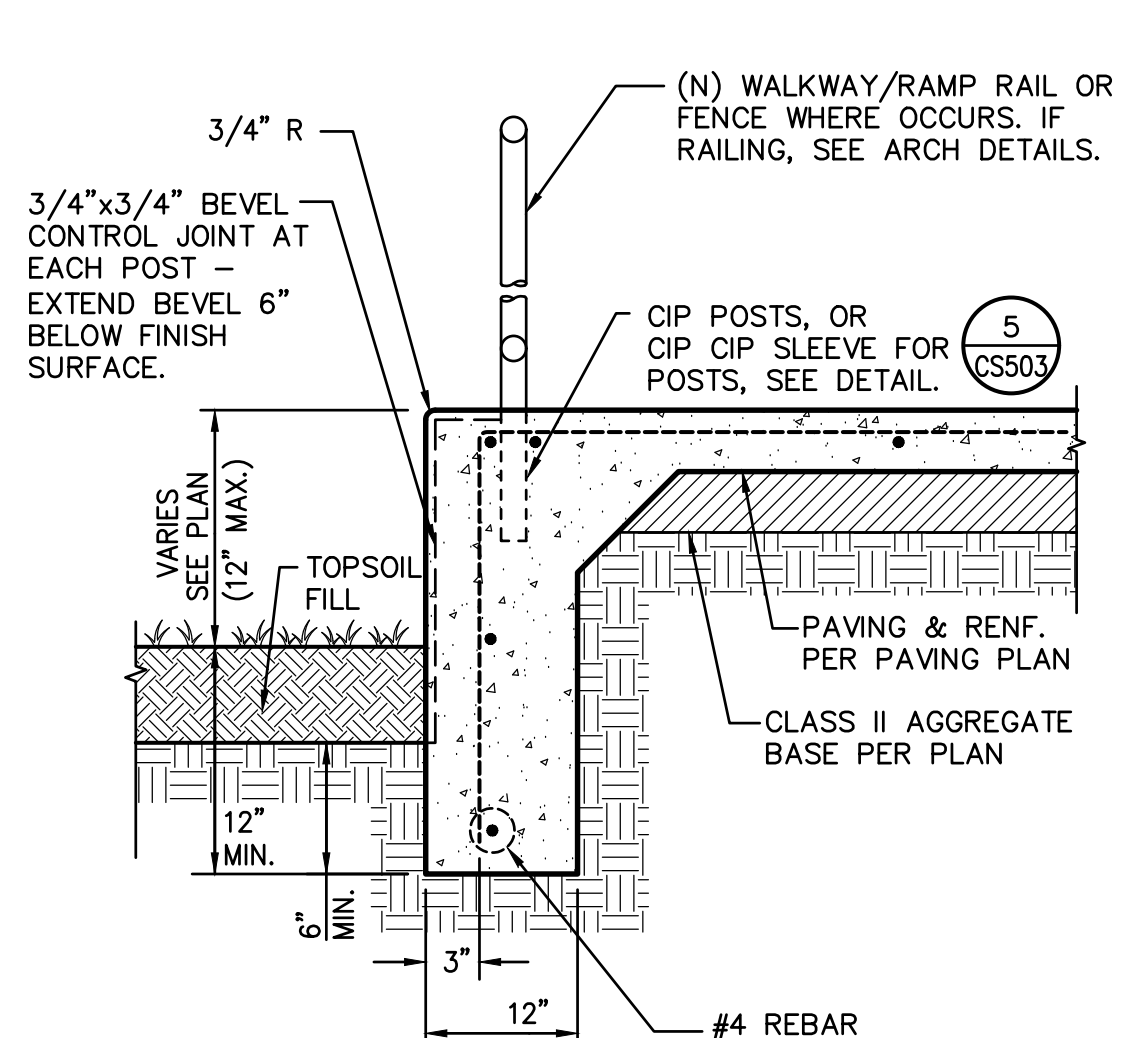 (N) WALKWAY/RAMP RAIL OR
FENCE WHERE OCCURS. IF
RAILING, SEE ARCH DETAILS.
3/4" R
3/4"x3/4" BEVEL
CONTROL JOINT AT
EACH POST –
EXTEND BEVEL 6"
BELOW FINISH
SURFACE.
CIP POSTS, OR
CIP CIP SLEEVE FOR
POSTS, SEE DETAIL.
5
CS503
VARIES
SEE PLAN
(12" MAX.)
TOPSOIL
FILL
PAVING & RENF.
PER PAVING PLAN
CLASS II AGGREGATE
BASE PER PLAN
12"
MIN.
6"
MIN.
3"
12"
#4 REBAR